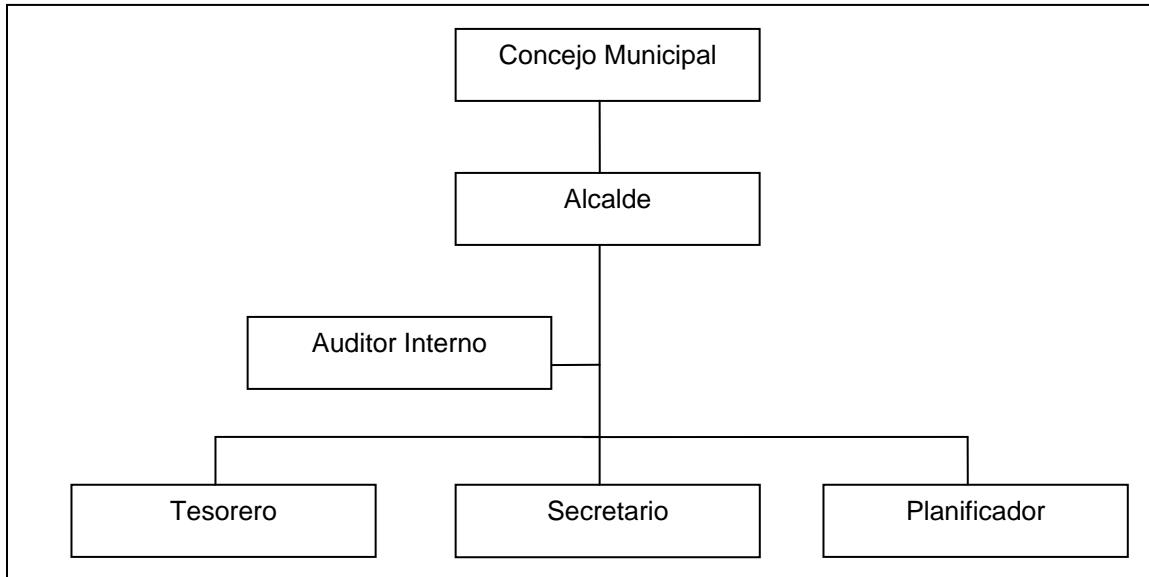 Concejo Municipal
Alcalde
Auditor Interno
Tesorero
Secretario
Planificador